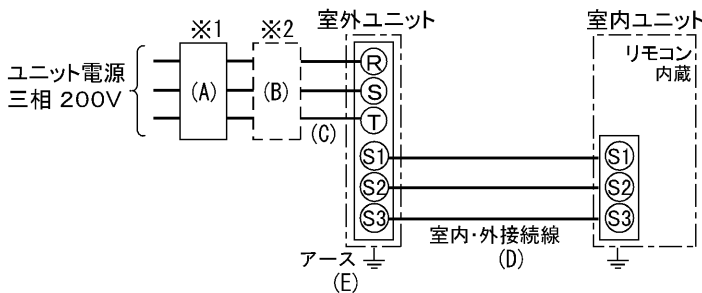 ※1
※2
室外ユニット
室内ユニット
ユニット電源
三相 200V
(A)
(B)
(C)
R
S
T
S1
S2
S3
リモコン
内蔵
S1
S2
S3
室内・外接続線
(D)
アース
(E)